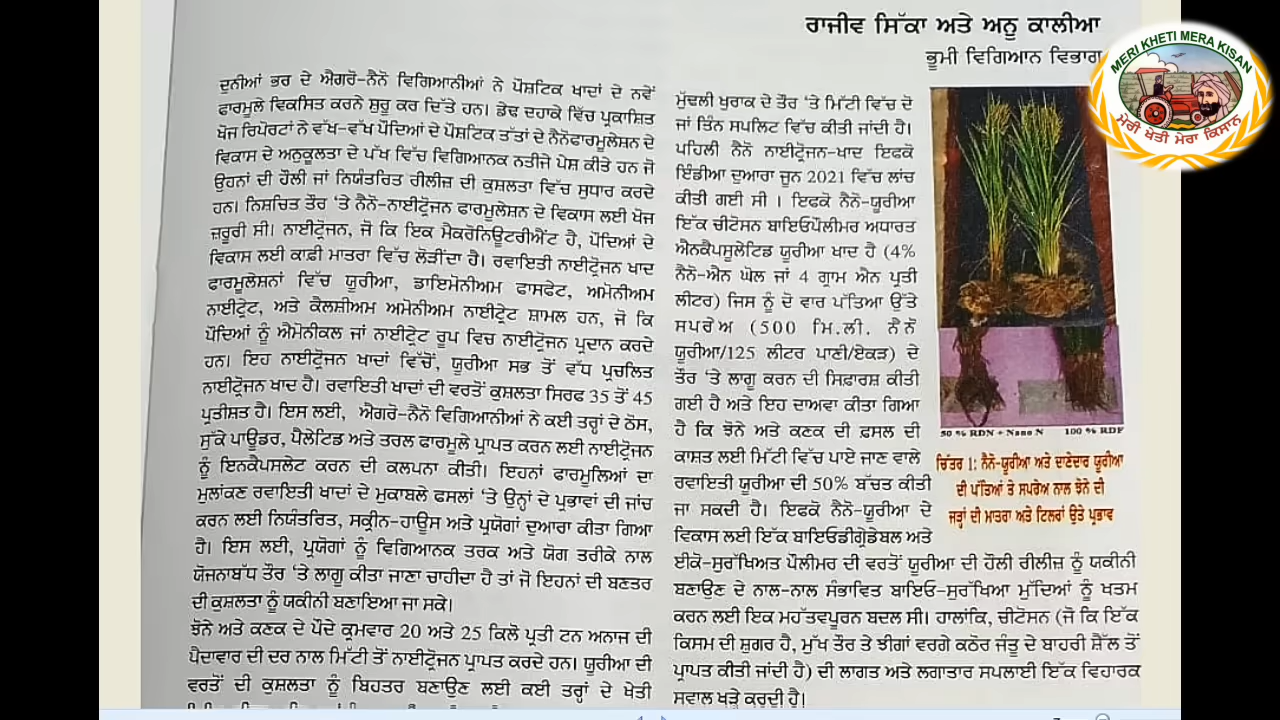 ਰਾਜੀਵ ਸਿੱਕਾ ਅਤੇ ਅਨੂ ਕਾਲੀਆ
ਭੂਮੀ ਵਿਗਿਆਨ ਵਿਭਾਗ
MERI KHETI MERA KISAN
ਮੇਰੀ ਖੇਤੀ ਮੇਰਾ ਕਿਸਾਨ
ਦੁਨੀਆਂ ਭਰ ਦੇ ਐਗਰੋ-ਨੈਨੋ ਵਿਗਿਆਨੀਆਂ ਨੇ ਪੌਸ਼ਟਿਕ ਖਾਦਾਂ ਦੇ ਨਵੇਂ
ਫਾਰਮੂਲੇ ਵਿਕਸਿਤ ਕਰਨੇ ਸ਼ੁਰੂ ਕਰ ਦਿੱਤੇ ਹਨ। ਡੇਢ ਦਹਾਕੇ ਵਿੱਚ ਪ੍ਰਕਾਸ਼ਿਤ
ਖੋਜ ਰਿਪੋਰਟਾਂ ਨੇ ਵੱਖ-ਵੱਖ ਪੌਦਿਆਂ ਦੇ ਪੌਸ਼ਟਿਕ ਤੱਤਾਂ ਦੇ ਨੈਨੋਫਾਰਮੂਲੇਸ਼ਨ ਦੇ
ਵਿਕਾਸ ਦੇ ਅਨੁਕੂਲਤਾ ਦੇ ਪੱਖ ਵਿੱਚ ਵਿਗਿਆਨਕ ਨਤੀਜੇ ਪੇਸ਼ ਕੀਤੇ ਹਨ ਜੋ
ਉਹਨਾਂ ਦੀ ਹੌਲੀ ਜਾਂ ਨਿਯੰਤਰਿਤ ਰੀਲੀਜ਼ ਦੀ ਕੁਸ਼ਲਤਾ ਵਿੱਚ ਸੁਧਾਰ ਕਰਦੇ
ਹਨ। ਨਿਸ਼ਚਿਤ ਤੌਰ 'ਤੇ ਨੈਨੋ-ਨਾਈਟ੍ਰੋਜਨ ਫਾਰਮੂਲੇਸ਼ਨ ਦੇ ਵਿਕਾਸ ਲਈ ਖੋਜ
ਜ਼ਰੂਰੀ ਸੀ। ਨਾਈਟ੍ਰੋਜਨ, ਜੋ ਕਿ ਇਕ ਮੈਕਰੋਨਿਊਟਰੀਐਂਟ ਹੈ, ਪੌਦਿਆਂ ਦੇ
ਵਿਕਾਸ ਲਈ ਕਾਫ਼ੀ ਮਾਤਰਾ ਵਿੱਚ ਲੋੜੀਂਦਾ ਹੈ। ਰਵਾਇਤੀ ਨਾਈਟ੍ਰੋਜਨ ਖਾਦ
ਫਾਰਮੂਲੇਸ਼ਨਾਂ ਵਿੱਚ ਯੂਰੀਆ, ਡਾਇਮੋਨੀਅਮ ਫਾਸਫੇਟ, ਅਮੋਨੀਅਮ
ਨਾਈਟ੍ਰੇਟ, ਅਤੇ ਕੈਲਸ਼ੀਅਮ ਅਮੋਨੀਅਮ ਨਾਈਟ੍ਰੇਟ ਸ਼ਾਮਲ ਹਨ, ਜੋ ਕਿ
ਪੌਦਿਆਂ ਨੂੰ ਐਮੋਨੀਕਲ ਜਾਂ ਨਾਈਟ੍ਰੇਟ ਰੂਪ ਵਿਚ ਨਾਈਟ੍ਰੋਜਨ ਪ੍ਰਦਾਨ ਕਰਦੇ
ਹਨ। ਇਹ ਨਾਈਟ੍ਰੋਜਨ ਖਾਦਾਂ ਵਿੱਚੋਂ, ਯੂਰੀਆ ਸਭ ਤੋਂ ਵੱਧ ਪ੍ਰਚਲਿਤ
ਨਾਈਟ੍ਰੋਜਨ ਖਾਦ ਹੈ। ਰਵਾਇਤੀ ਖਾਦਾਂ ਦੀ ਵਰਤੋਂ ਕੁਸ਼ਲਤਾ ਸਿਰਫ 35 ਤੋਂ 45
ਪ੍ਰਤੀਸ਼ਤ ਹੈ। ਇਸ ਲਈ, ਐਗਰੋ-ਨੈਨੋ ਵਿਗਿਆਨੀਆਂ ਨੇ ਕਈ ਤਰ੍ਹਾਂ ਦੇ ਠੋਸ,
ਸੁੱਕੇ ਪਾਊਡਰ, ਪੈਲੇਟਿਡ ਅਤੇ ਤਰਲ ਫਾਰਮੂਲੇ ਪ੍ਰਾਪਤ ਕਰਨ ਲਈ ਨਾਈਟ੍ਰੋਜਨ
ਨੂੰ ਇਨਕੈਪਸਲੇਟ ਕਰਨ ਦੀ ਕਲਪਨਾ ਕੀਤੀ। ਇਹਨਾਂ ਫਾਰਮੂਲਿਆਂ ਦਾ
ਮੁਲਾਂਕਣ ਰਵਾਇਤੀ ਖਾਦਾਂ ਦੇ ਮੁਕਾਬਲੇ ਫਸਲਾਂ 'ਤੇ ਉਨ੍ਹਾਂ ਦੇ ਪ੍ਰਭਾਵਾਂ ਦੀ ਜਾਂਚ
ਕਰਨ ਲਈ ਨਿਯੰਤਰਿਤ, ਸਕ੍ਰੀਨ-ਹਾਊਸ ਅਤੇ ਪ੍ਰਯੋਗਾਂ ਦੁਆਰਾ ਕੀਤਾ ਗਿਆ
ਹੈ। ਇਸ ਲਈ, ਪ੍ਰਯੋਗਾਂ ਨੂੰ ਵਿਗਿਆਨਕ ਤਰਕ ਅਤੇ ਯੋਗ ਤਰੀਕੇ ਨਾਲ
ਯੋਜਨਾਬੱਧ ਤੌਰ 'ਤੇ ਲਾਗੂ ਕੀਤਾ ਜਾਣਾ ਚਾਹੀਦਾ ਹੈ ਤਾਂ ਜੋ ਇਹਨਾਂ ਦੀ ਬਣਤਰ
ਦੀ ਕੁਸ਼ਲਤਾ ਨੂੰ ਯਕੀਨੀ ਬਣਾਇਆ ਜਾ ਸਕੇ।
ਝੋਨੇ ਅਤੇ ਕਣਕ ਦੇ ਪੌਦੇ ਕ੍ਰਮਵਾਰ 20 ਅਤੇ 25 ਕਿਲੋ ਪ੍ਰਤੀ ਟਨ ਅਨਾਜ ਦੀ
ਪੈਦਾਵਾਰ ਦੀ ਦਰ ਨਾਲ ਮਿੱਟੀ ਤੋਂ ਨਾਈਟ੍ਰੋਜਨ ਪ੍ਰਾਪਤ ਕਰਦੇ ਹਨ। ਯੂਰੀਆ ਦੀ
ਵਰਤੋਂ ਦੀ ਕੁਸ਼ਲਤਾ ਨੂੰ ਬਿਹਤਰ ਬਣਾਉਣ ਲਈ ਕਈ ਤਰ੍ਹਾਂ ਦੇ ਖੇਤੀ
ਮੁੱਢਲੀ ਖੁਰਾਕ ਦੇ ਤੌਰ 'ਤੇ ਮਿੱਟੀ ਵਿੱਚ ਦੋ
ਜਾਂ ਤਿੰਨ ਸਪਲਿਟ ਵਿੱਚ ਕੀਤੀ ਜਾਂਦੀ ਹੈ।
ਪਹਿਲੀ ਨੈਨੋ ਨਾਈਟ੍ਰੋਜਨ-ਖਾਦ ਇਫਕੋ
ਇੰਡੀਆ ਦੁਆਰਾ ਜੂਨ 2021 ਵਿੱਚ ਲਾਂਚ
ਕੀਤੀ ਗਈ ਸੀ । ਇਫਕੋ ਨੈਨੋ-ਯੂਰੀਆ
ਇੱਕ ਚੀਟੋਸਨ ਬਾਇਓਪੌਲੀਮਰ ਅਧਾਰਤ
ਐਨਕੈਪਸੂਲੇਟਿਡ ਯੂਰੀਆ ਖਾਦ ਹੈ (4%
ਨੈਨੋ-ਐਨ ਘੋਲ ਜਾਂ 4 ਗ੍ਰਾਮ ਐਨ ਪ੍ਰਤੀ
ਲੀਟਰ) ਜਿਸ ਨੂੰ ਦੋ ਵਾਰ ਪੱਤਿਆ ਉੱਤੇ
ਸਪਰੇਅ (500 ਮਿ.ਲੀ. ਨੈਨੋ
ਯੂਰੀਆ/125 ਲੀਟਰ ਪਾਣੀ/ਏਕੜ) ਦੇ
ਤੌਰ 'ਤੇ ਲਾਗੂ ਕਰਨ ਦੀ ਸਿਫ਼ਾਰਸ਼ ਕੀਤੀ
ਗਈ ਹੈ ਅਤੇ ਇਹ ਦਾਅਵਾ ਕੀਤਾ ਗਿਆ
ਹੈ ਕਿ ਝੋਨੇ ਅਤੇ ਕਣਕ ਦੀ ਫ਼ਸਲ ਦੀ
ਕਾਸ਼ਤ ਲਈ ਮਿੱਟੀ ਵਿੱਚ ਪਾਏ ਜਾਣ ਵਾਲੇ
ਰਵਾਇਤੀ ਯੂਰੀਆ ਦੀ 50% ਬੱਚਤ ਕੀਤੀ
ਜਾ ਸਕਦੀ ਹੈ। ਇਫਕੋ ਨੈਨੋ-ਯੂਰੀਆ ਦੇ
ਵਿਕਾਸ ਲਈ ਇੱਕ ਬਾਇਓਡੀਗ੍ਰੇਡੇਬਲ ਅਤੇ
ਈਕੋ-ਸੁਰੱਖਿਅਤ ਪੌਲੀਮਰ ਦੀ ਵਰਤੋਂ ਯੂਰੀਆ ਦੀ ਹੌਲੀ ਰੀਲੀਜ਼ ਨੂੰ ਯਕੀਨੀ
ਬਣਾਉਣ ਦੇ ਨਾਲ-ਨਾਲ ਸੰਭਾਵਿਤ ਬਾਇਓ-ਸੁਰੱਖਿਆ ਮੁੱਦਿਆਂ ਨੂੰ ਖਤਮ
ਕਰਨ ਲਈ ਇਕ ਮਹੱਤਵਪੂਰਨ ਬਦਲ ਸੀ। ਹਾਲਾਂਕਿ, ਚੀਟੋਸਨ (ਜੋ ਕਿ ਇੱਕ
ਕਿਸਮ ਦੀ ਸ਼ੂਗਰ ਹੈ, ਮੁੱਖ ਤੌਰ ਤੇ ਝੀਂਗਾਂ ਵਰਗੇ ਕਠੋਰ ਜੰਤੂ ਦੇ ਬਾਹਰੀ ਸ਼ੈੱਲ ਤੋਂ
ਪ੍ਰਾਪਤ ਕੀਤੀ ਜਾਂਦੀ ਹੈ) ਦੀ ਲਾਗਤ ਅਤੇ ਲਗਾਤਾਰ ਸਪਲਾਈ ਇੱਕ ਵਿਹਾਰਕ
ਸਵਾਲ ਖੜੇ ਕਰਦੀ ਹੈ।
50 % RDN + Nano N 100 % RDF
ਚਿੱਤਰ 1: ਨੈਨੋ-ਯੂਰੀਆ ਅਤੇ ਦਾਣੇਦਾਰ ਯੂਰੀਆ
ਦੀ ਪੱਤਿਆਂ ਤੇ ਸਪਰੇਅ ਨਾਲ ਝੋਨੇ ਦੀ
ਜੜ੍ਹਾਂ ਦੀ ਮਾਤਰਾ ਅਤੇ ਟਿਲਰਾਂ ਉਤੇ ਪ੍ਰਭਾਵ